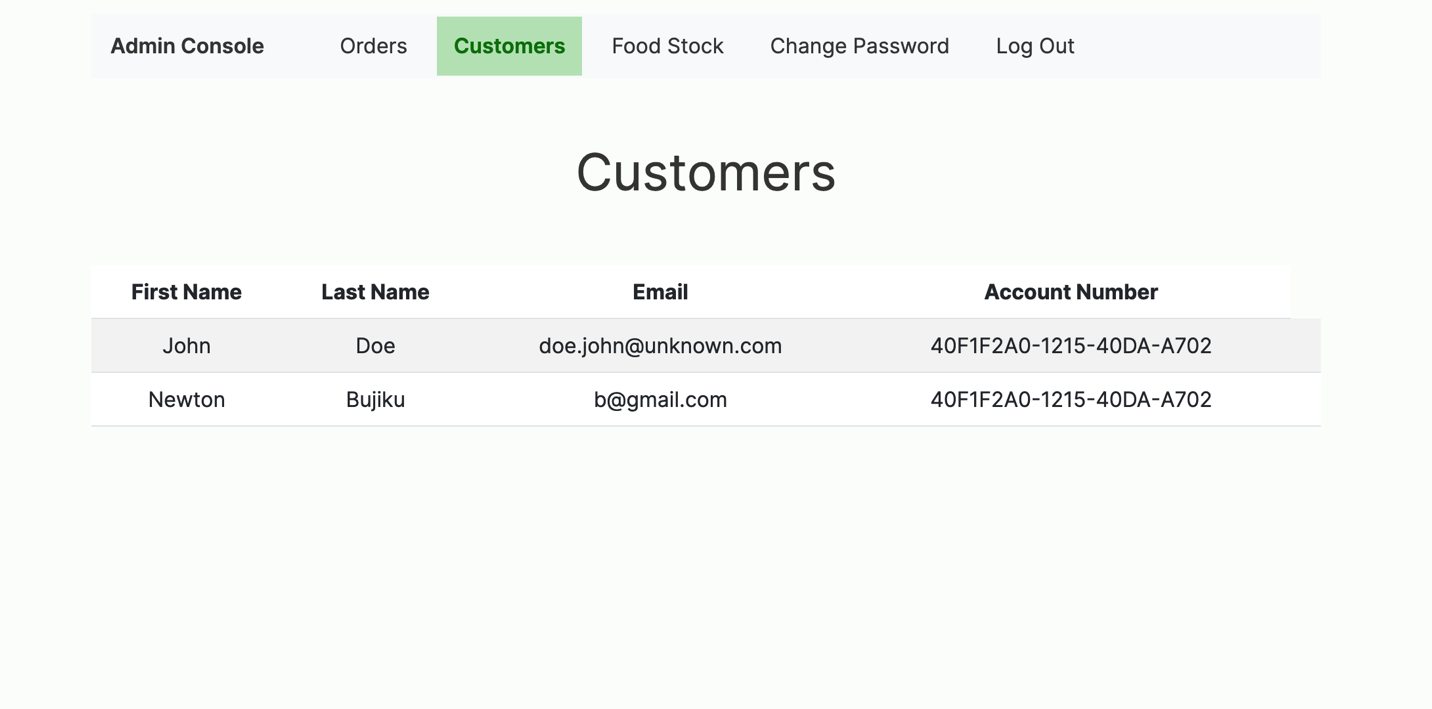 Admin Console Orders Customers Food Stock Change Password Log Out
Customers
First Name Last Name Email Account Number
John Doe doe.john@unknown.com 40F1F2A0-1215-40DA-A702
Newton Bujiku b@gmail.com 40F1F2A0-1215-40DA-A702